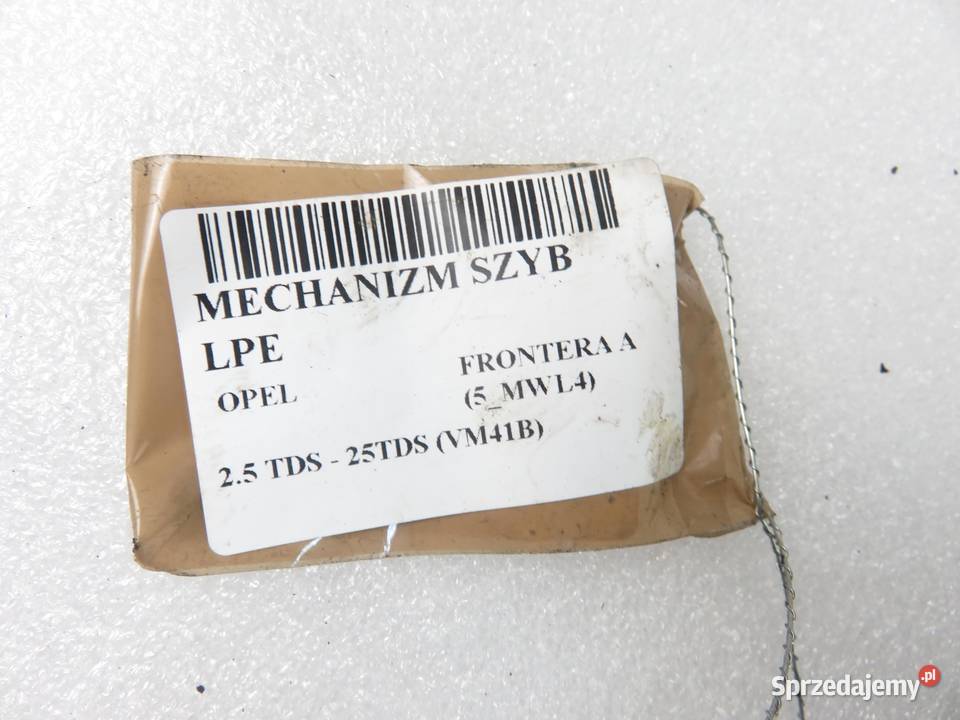 MECHANIZM SZYB
LPE
OPEL
FRONTERA A
(5_MWL4)
2.5 TDS - 25TDS (VM41B)
Sprzedajemy.pl